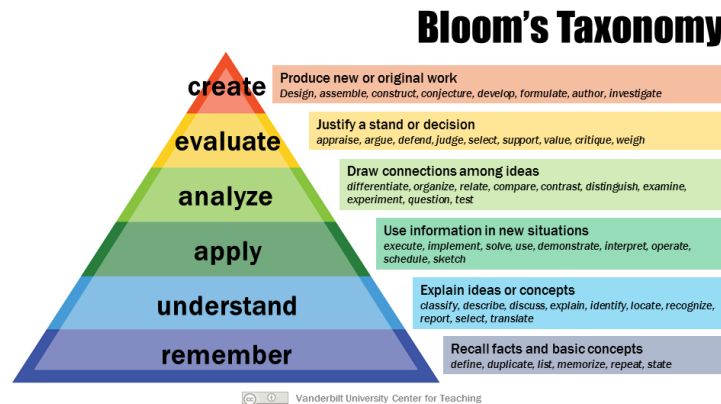 Bloom's Taxonomy
create
Produce new or original work
Design, assemble, construct, conjecture, develop, formulate, author, investigate
evaluate
Justify a stand or decision
appraise, argue, defend, judge, select, support, value, critique, weigh
analyze
Draw connections among ideas
differentiate, organize, relate, compare, contrast, distinguish, examine,
experiment, question, test
apply
Use information in new situations
execute, implement, solve, use, demonstrate, interpret, operate,
schedule, sketch
understand
Explain ideas or concepts
classify, describe, discuss, explain, identify, locate, recognize,
report, select, translate
remember
Recall facts and basic concepts
define, duplicate, list, memorize, repeat, state
cc Vanderbilt University Center for Teaching